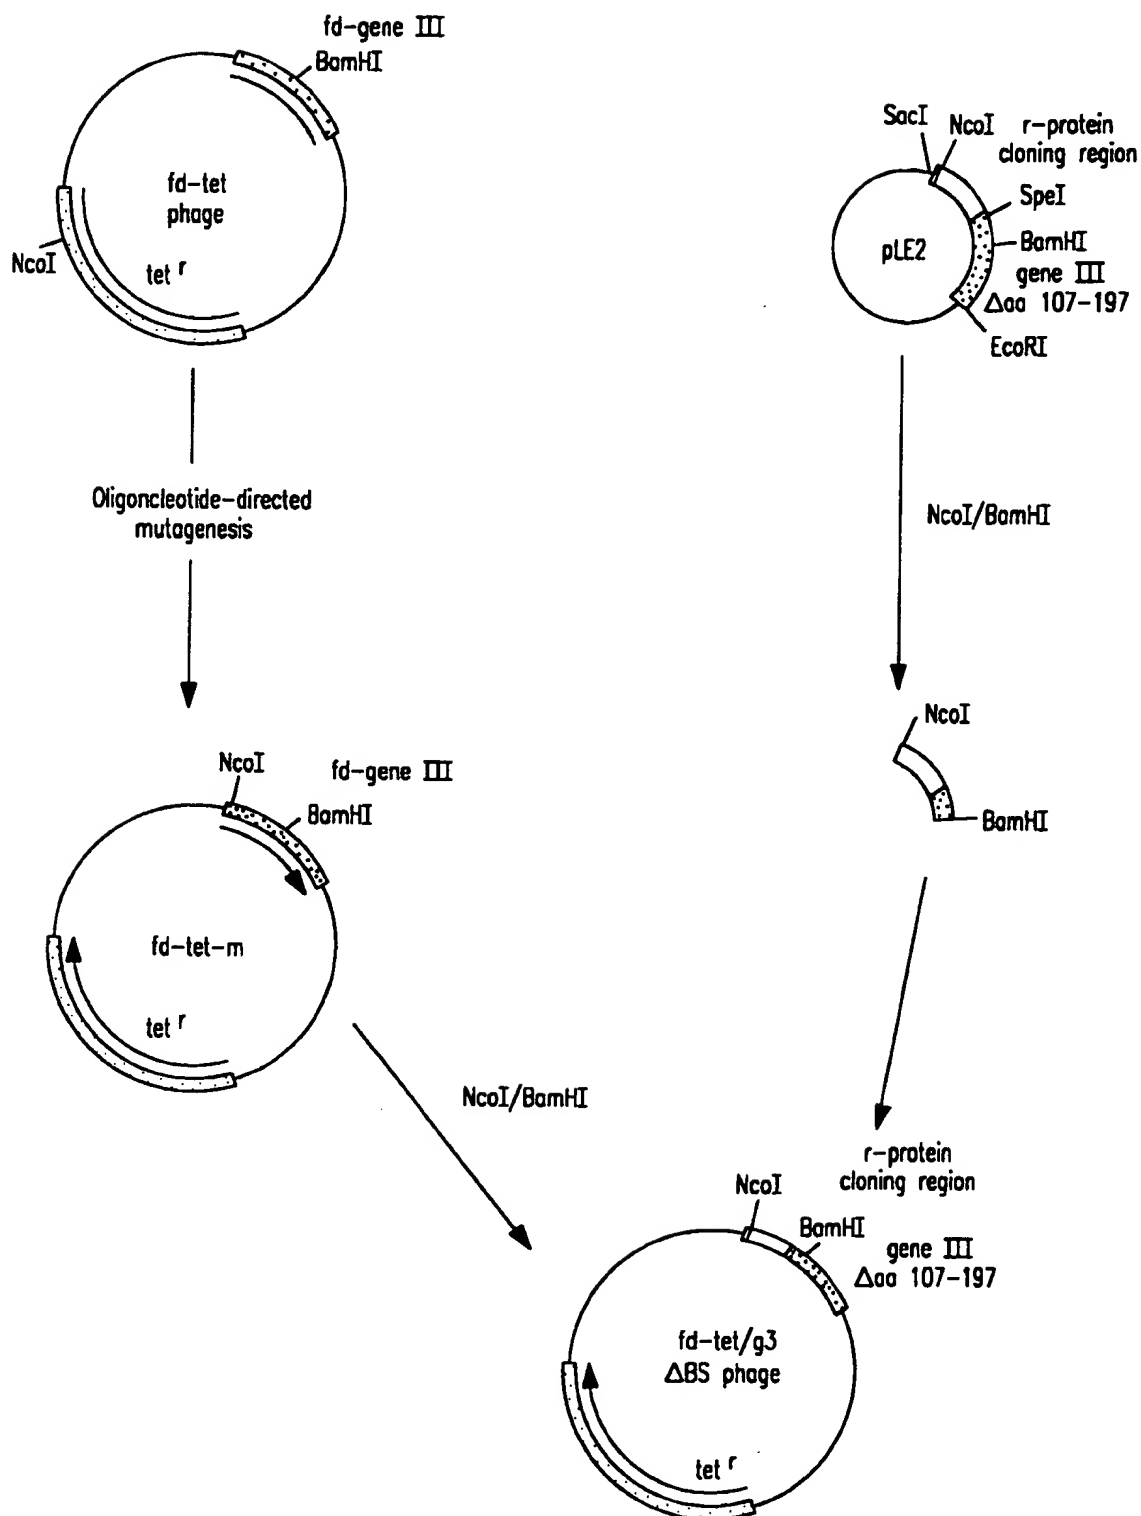 fd-gene III
BamHI
fd-tet
phage
NcoI
tet r
SacI
NcoI
r-protein
cloning region
SpeI
pLE2
BamHI
gene III
Δaa 107-197
EcoRI
Oligoncleotide-directed
mutagenesis
NcoI/BamHI
NcoI
BamHI
NcoI
fd-gene III
BamHI
fd-tet-m
tet r
NcoI/BamHI
r-protein
cloning region
NcoI
BamHI
gene III
Δaa 107-197
fd-tet/g3
ΔBS phage
tet r